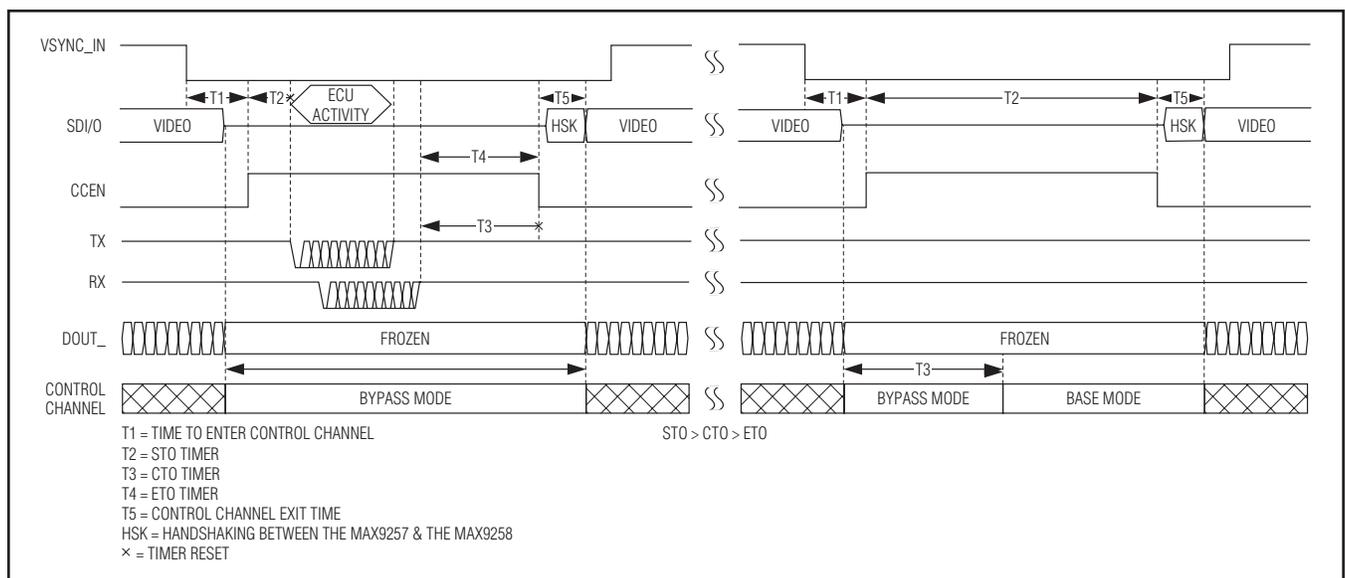 VSYNC_IN
T1 T2× ECU ACTIVITY T5 T1 T2 T5
SDI/O VIDEO HSK VIDEO VIDEO HSK VIDEO
T4
CCEN
T3 ×
TX
RX
DOUT_ FROZEN FROZEN
T3
CONTROL CHANNEL BYPASS MODE BYPASS MODE BASE MODE
T1 = TIME TO ENTER CONTROL CHANNEL STO > CTO > ETO
T2 = STO TIMER
T3 = CTO TIMER
T4 = ETO TIMER
T5 = CONTROL CHANNEL EXIT TIME
HSK = HANDSHAKING BETWEEN THE MAX9257 & THE MAX9258
× = TIMER RESET